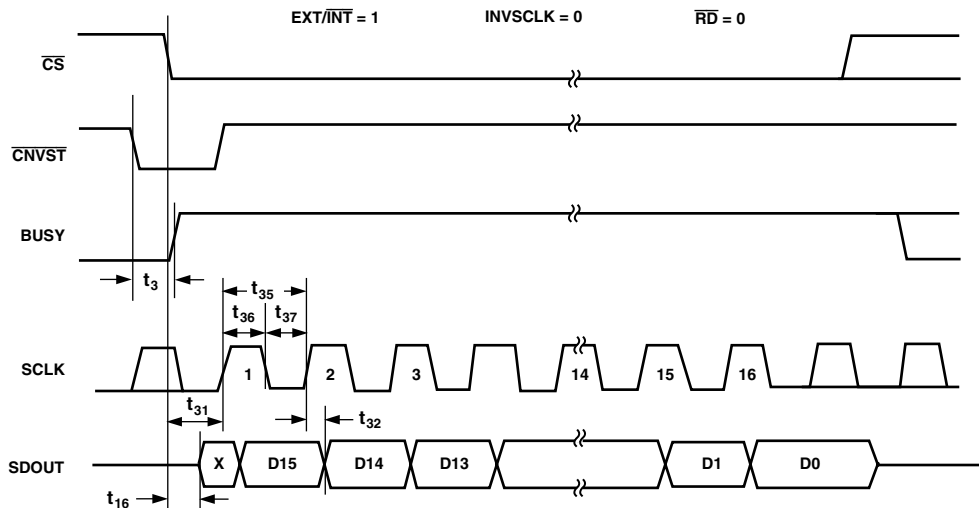 EXT/INT = 1 INVSCLK = 0 RD = 0
CS
CNVST
BUSY
t3
t35
t36 t37
SCLK
1 2 3 14 15 16
t31
t32
SDOUT
X D15 D14 D13 D1 D0
t16